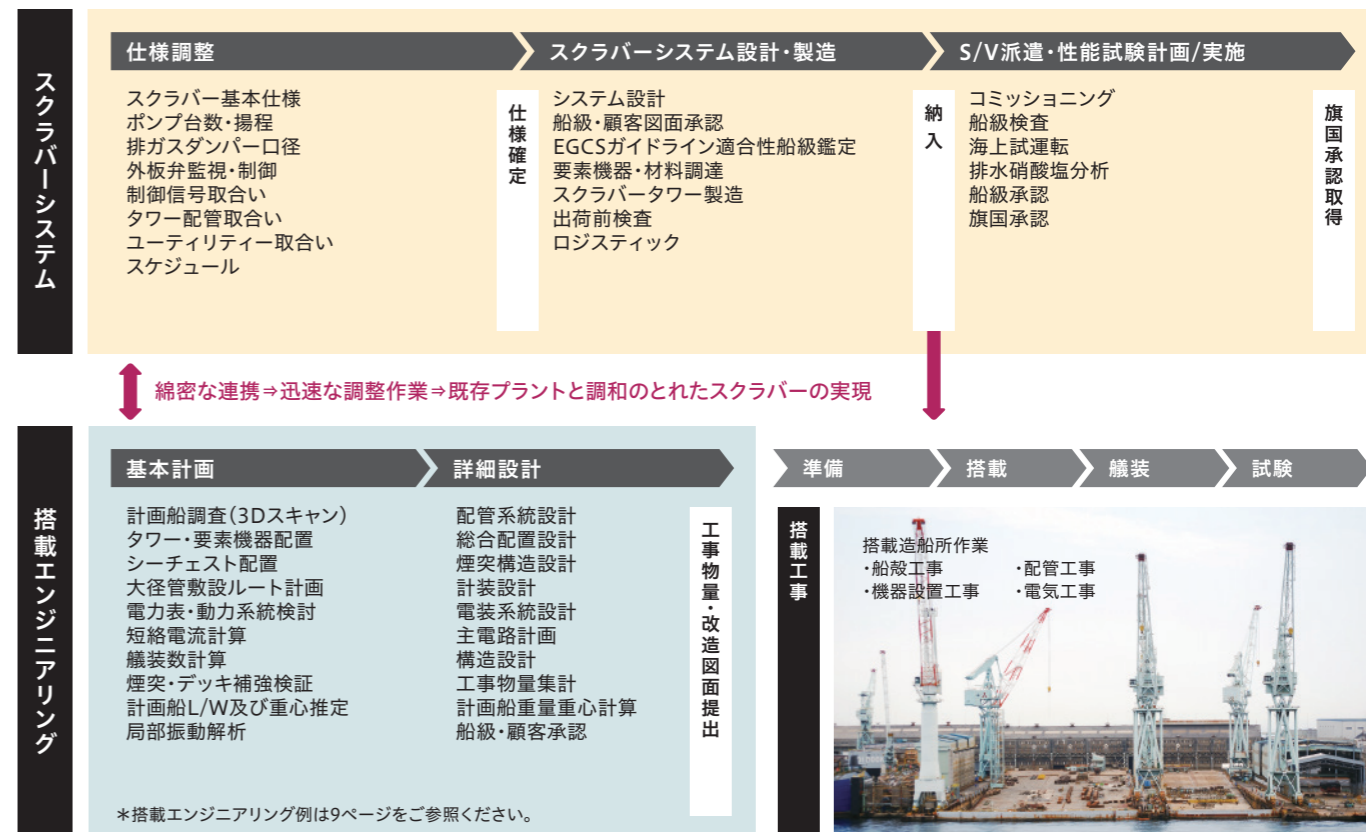 スクラバーシステム
仕様調整
スクラバー基本仕様
ポンプ台数・揚程
排ガスダンパー口径
外板弁監視・制御
制御信号取合い
タワー配管取合い
ユーティリティー取合い
スケジュール
仕様確定
スクラバーシステム設計・製造
システム設計
船級・顧客図面承認
EGCSガイドライン適合性船級鑑定
要素機器・材料調達
スクラバータワー製造
出荷前検査
ロジスティック
納入
S/V派遣・性能試験計画/実施
コミッショニング
船級検査
海上試運転
排水硝酸塩分析
船級承認
旗国承認
旗国承認取得
綿密な連携⇒迅速な調整作業⇒既存プラントと調和のとれたスクラバーの実現
搭載エンジニアリング
基本計画
計画船調査(3Dスキャン)
タワー・要素機器配置
シーチェスト配置
大径管敷設ルート計画
電力表・動力系統検討
短絡電流計算
艤装数計算
煙突・デッキ補強検証
計画船L/W及び重心推定
局部振動解析
詳細設計
配管系統設計
総合配置設計
煙突構造設計
計装設計
電装系統設計
主電路計画
構造設計
工事物量集計
計画船重量重心計算
船級・顧客承認
工事物量・改造図面提出
*搭載エンジニアリング例は9ページをご参照ください。
準備
搭載
艤装
試験
搭載工事
搭載造船所作業
・船殻工事
・配管工事
・機器設置工事
・電気工事